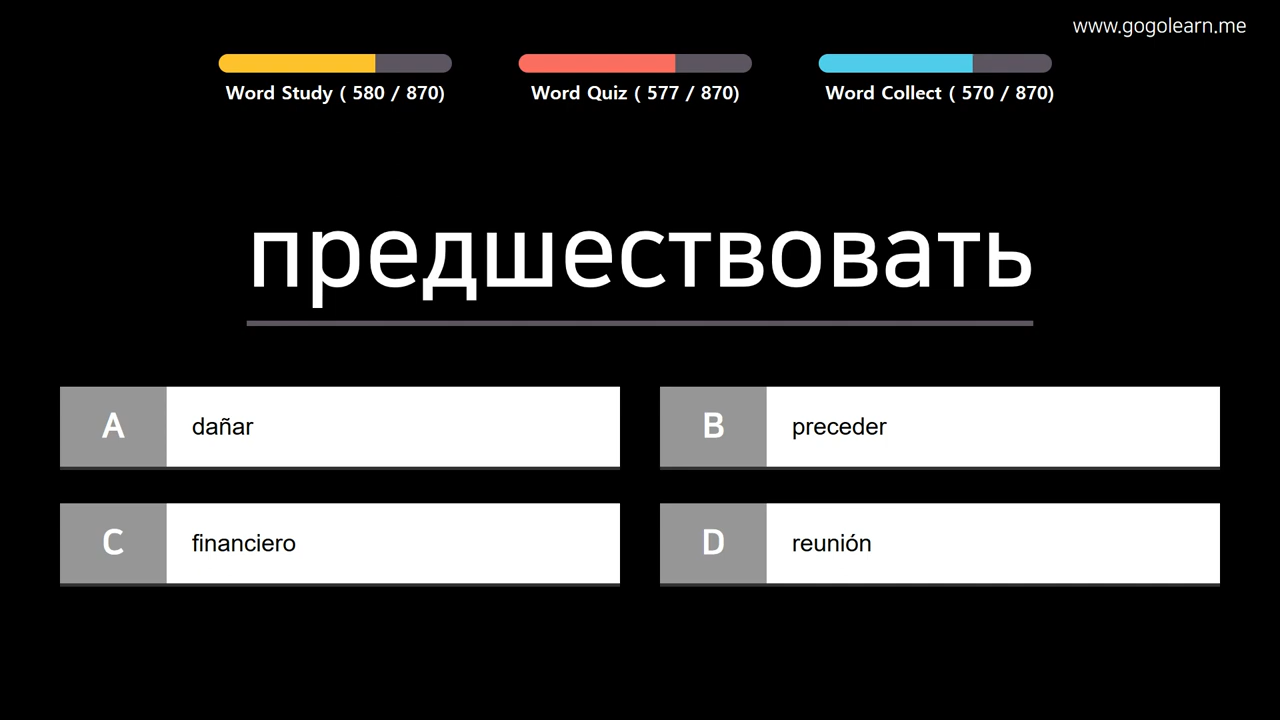 www.gogolearn.me
Word Study ( 580 / 870)
Word Quiz ( 577 / 870)
Word Collect ( 570 / 870)
предшествовать
A dañar
B preceder
C financiero
D reunión